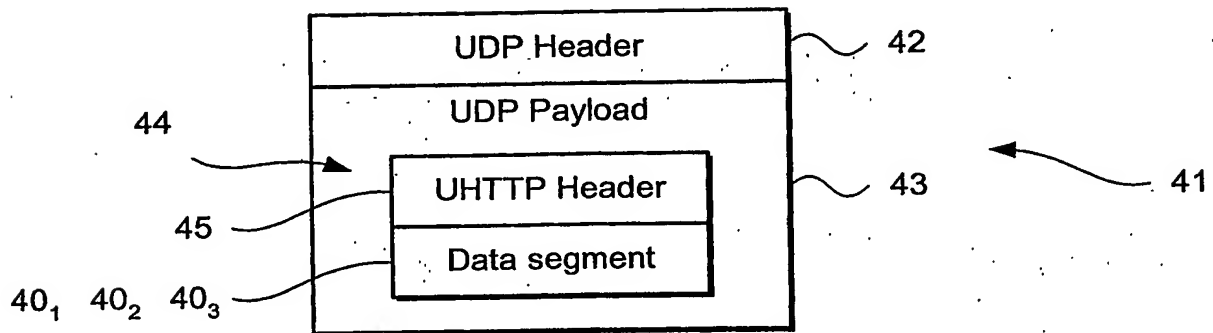 UDP Header
42
UDP Payload
44
UHTTP Header
43
41
45
Data segment
40₁ 40₂ 40₃